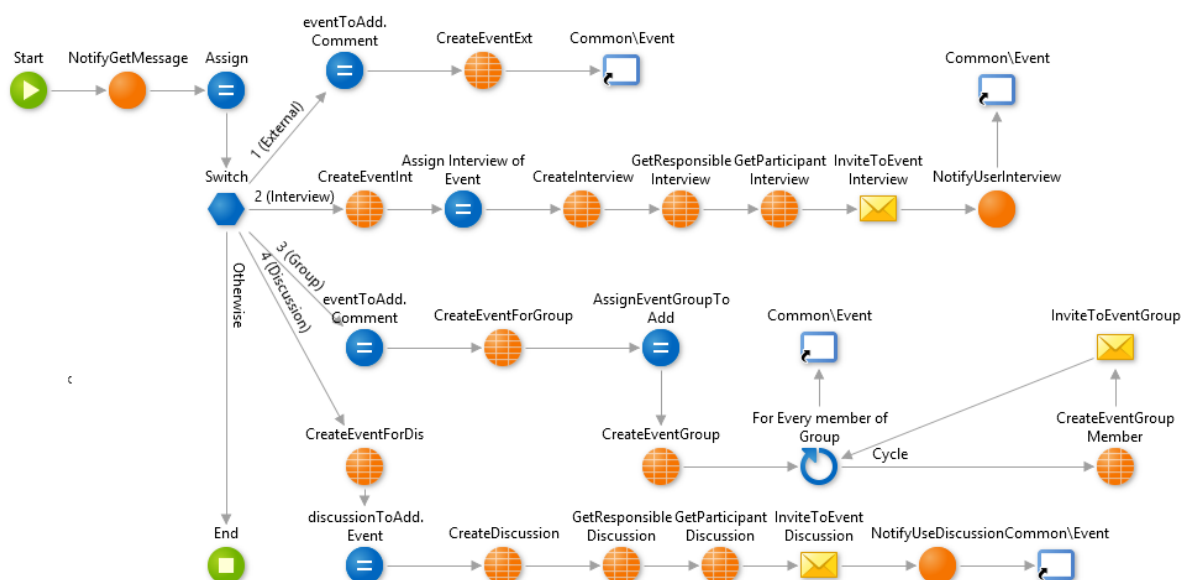 eventToAdd.
Comment
CreateEventExt
Common\Event
Start
NotifyGetMessage
Assign
Common\Event
1 (External)
Switch
2 (Interview)
CreateEventInt
Assign Interview of
Event
CreateInterview
GetResponsible
Interview
GetParticipant
Interview
InviteToEvent
Interview
NotifyUserInterview
3 (Group)
4 (Discussion)
Otherwise
eventToAdd.
Comment
CreateEventForGroup
AssignEventGroupTo
Add
Common\Event
InviteToEventGroup
CreateEventForDis
CreateEventGroup
For Every member of
Group
Cycle
CreateEventGroup
Member
End
discussionToAdd.
Event
CreateDiscussion
GetResponsible
Discussion
GetParticipant
Discussion
InviteToEvent
Discussion
NotifyUseDiscussion
Common\Event